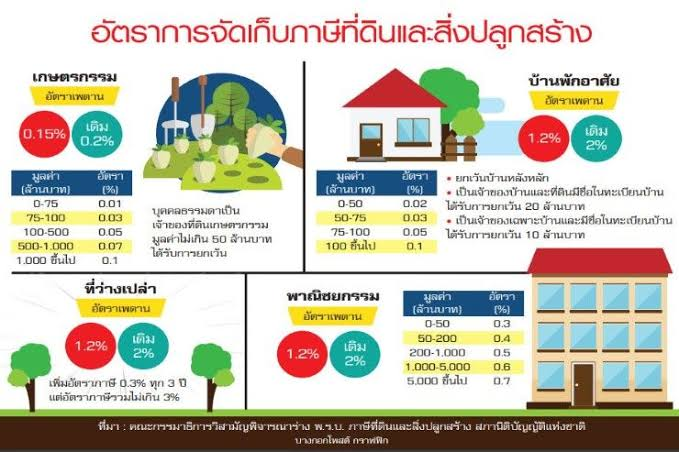 อัตราการจัดเก็บภาษีที่ดินและสิ่งปลูกสร้าง
เกษตรกรรม
อัตราเพดาน
0.15%
เดิม
0.2%
มูลค่า อัตรา
(ล้านบาท) (%)
0-75 0.01
75-100 0.03
100-500 0.05
500-1,000 0.07
1,000 ขึ้นไป 0.1
บุคคลธรรมดาเป็น
เจ้าของที่ดินเกษตรกรรม
มูลค่าไม่เกิน 50 ล้านบาท
ได้รับการยกเว้น
บ้านพักอาศัย
อัตราเพดาน
1.2%
เดิม
2%
มูลค่า อัตรา
(ล้านบาท) (%)
0-50 0.02
50-75 0.03
75-100 0.05
100 ขึ้นไป 0.1
• ยกเว้นบ้านหลังหลัก
• เป็นเจ้าของบ้านและที่ดินมีชื่อในทะเบียนบ้าน
ได้รับการยกเว้น 20 ล้านบาท
• เป็นเจ้าของเฉพาะบ้านและมีชื่อในทะเบียนบ้าน
ได้รับการยกเว้น 10 ล้านบาท
ที่ว่างเปล่า
อัตราเพดาน
1.2%
เดิม
2%
เพิ่มอัตราภาษี 0.3% ทุก 3 ปี
แต่อัตราภาษีรวมไม่เกิน 3%
พาณิชยกรรม
อัตราเพดาน
1.2%
เดิม
2%
มูลค่า อัตรา
(ล้านบาท) (%)
0-50 0.3
50-200 0.4
200-1,000 0.5
1,000-5,000 0.6
5,000 ขึ้นไป 0.7
ที่มา : คณะกรรมาธิการวิสามัญพิจารณาร่าง พ.ร.บ. ภาษีที่ดินและสิ่งปลูกสร้าง สภานิติบัญญัติแห่งชาติ
บางกอกโพสต์ กราฟฟิก